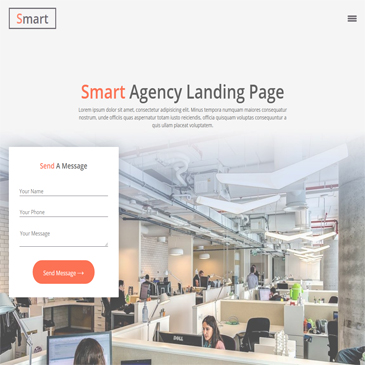 Smart
Smart Agency Landing Page
Lorem ipsum dolor sit amet, consectetur adipiscing elit. Minus tempora numquam maiores consequatur
nostrum, unde officiis quas aspernatur totam iusto reiciendis, officia quisquam voluptas consequuntur a
quis ullam placeat voluptatem.
Send A Message
Your Name
Your Phone
Your Message
Send Message →
DELL